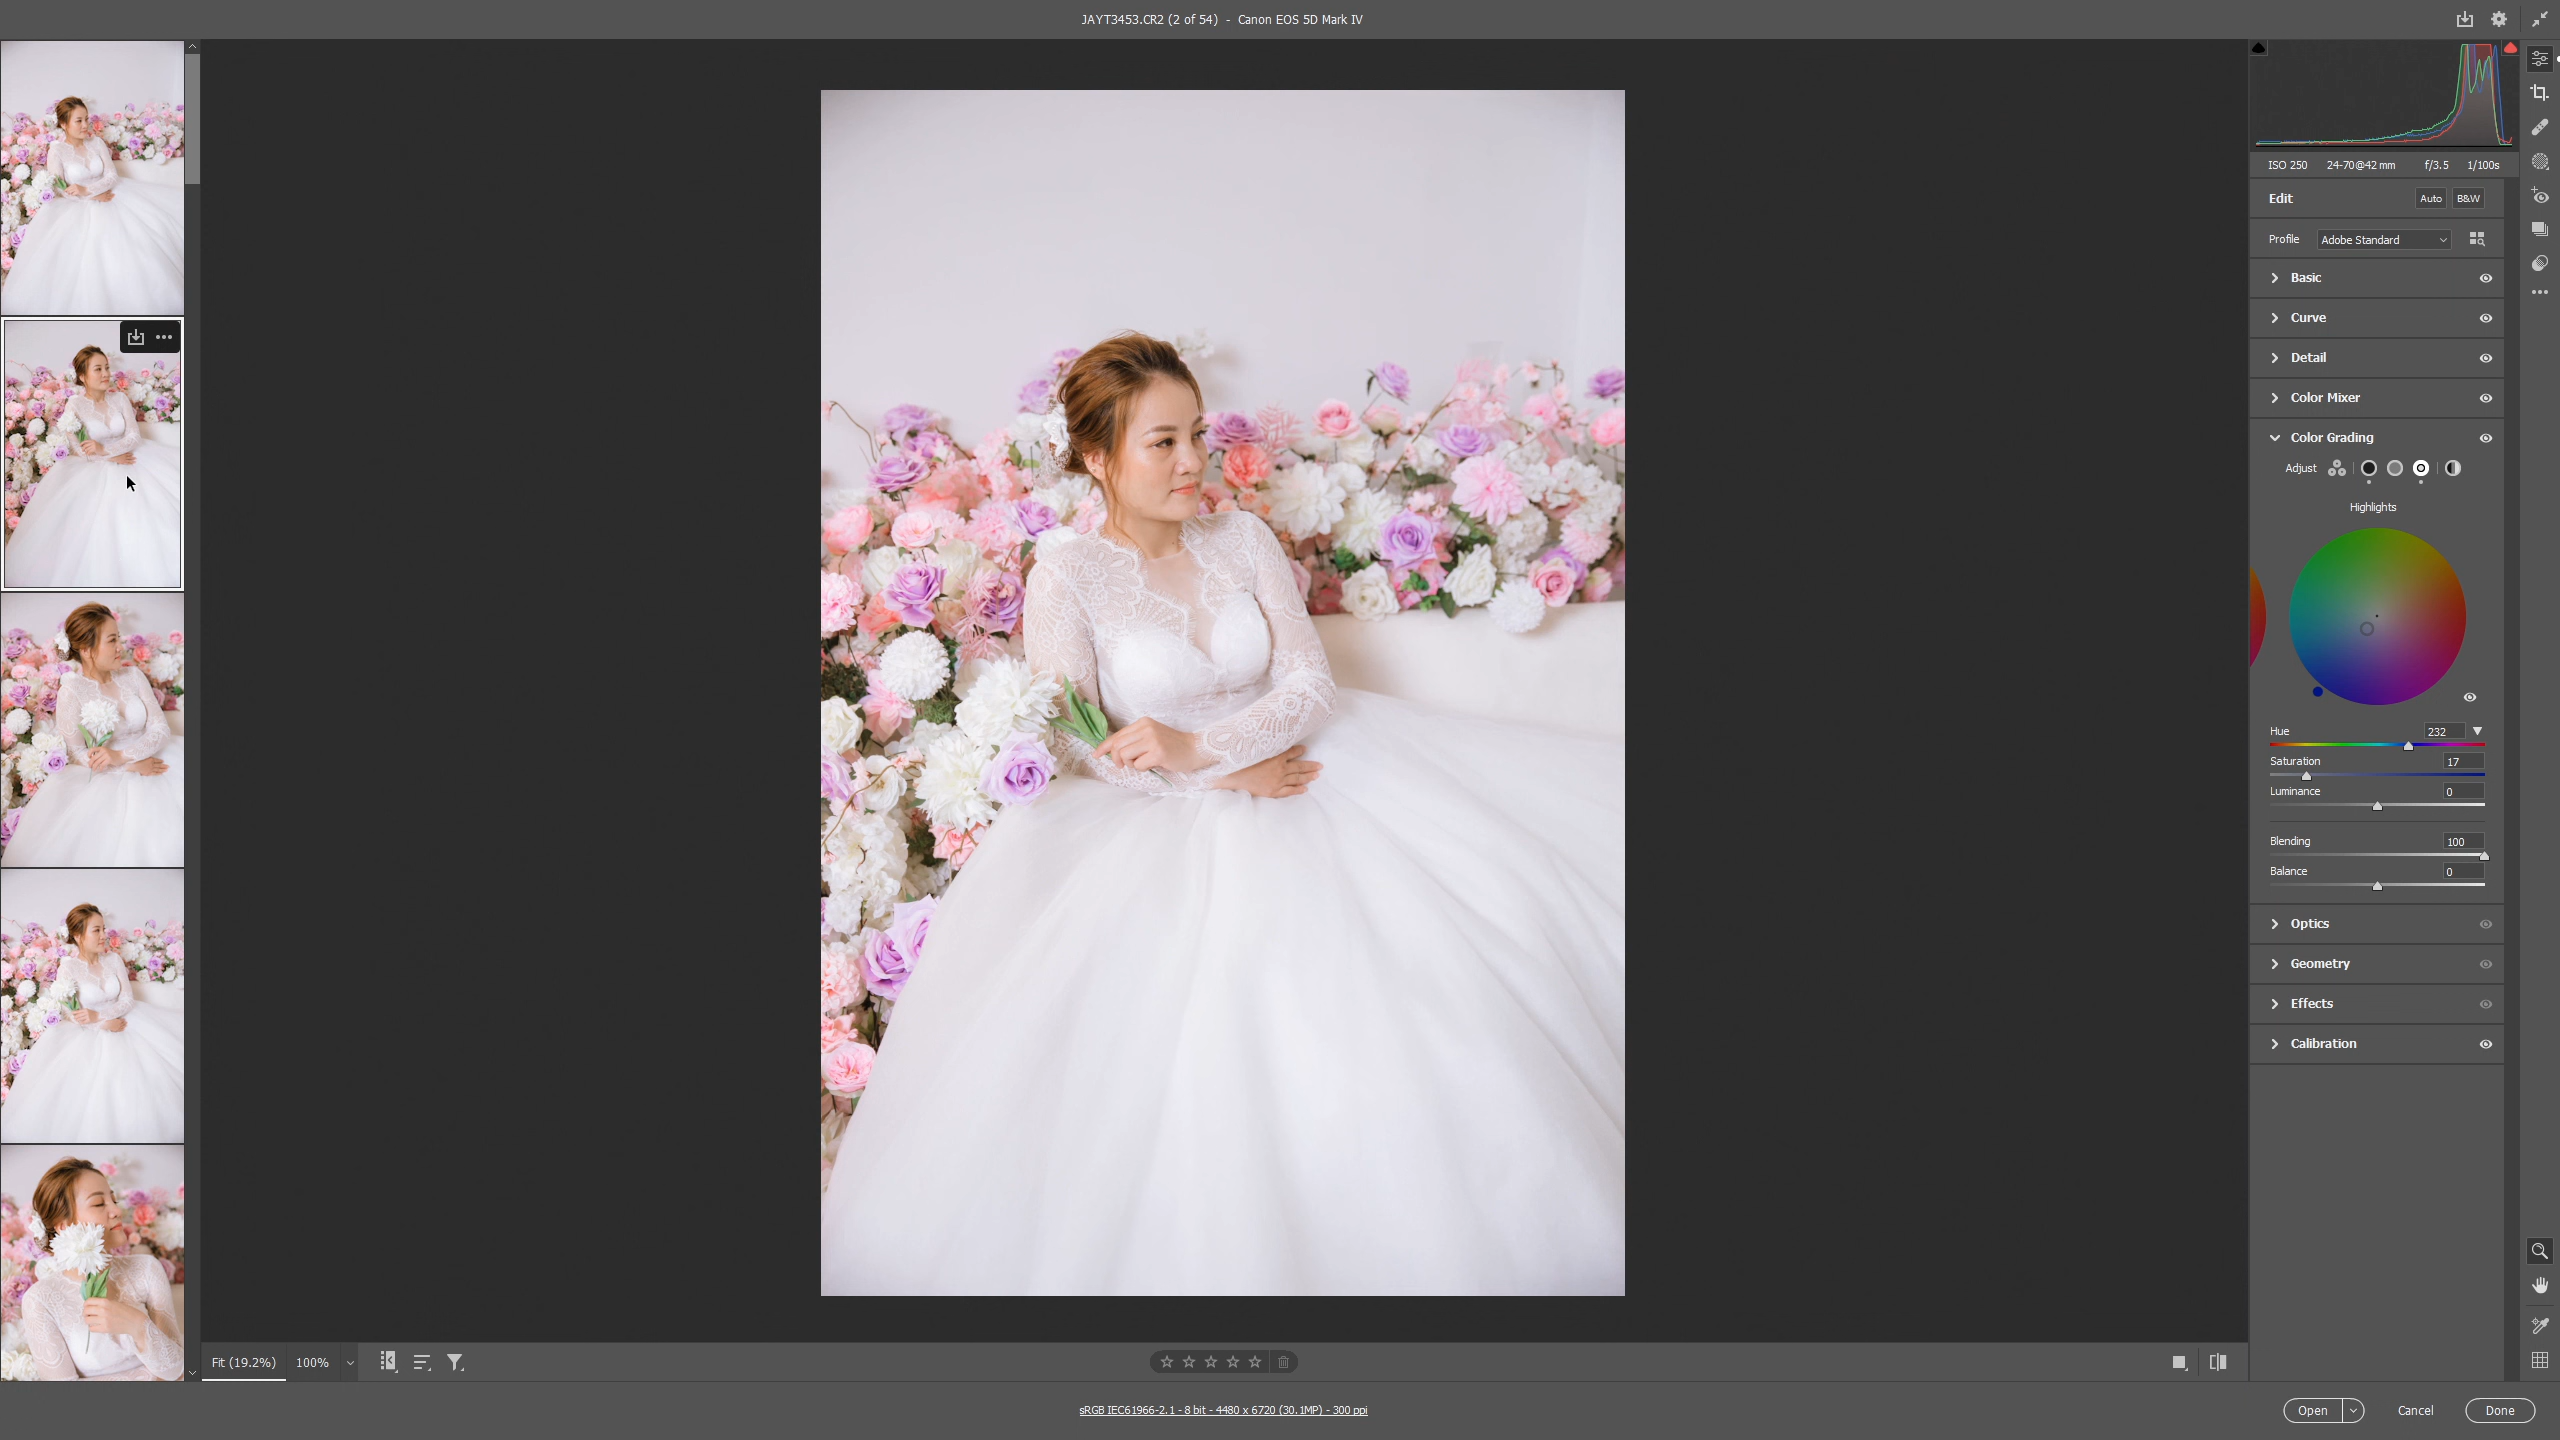 JAYT3453.CR2 (2 of 54) - Canon EOS 5D Mark IV
ISO 250 24-70@42 mm f/3.5 1/100s
Edit Auto B&W
Profile Adobe Standard
Basic
Curve
Detail
Color Mixer
Color Grading
Adjust
Highlights
Hue 232
Saturation 17
Luminance 0
Blending 100
Balance 0
Optics
Geometry
Effects
Calibration
Fit (19.2%) 100%
sRGB IEC61966-2.1 - 8 bit - 4480 x 6720 (30.1MP) - 300 ppi
Open Cancel Done